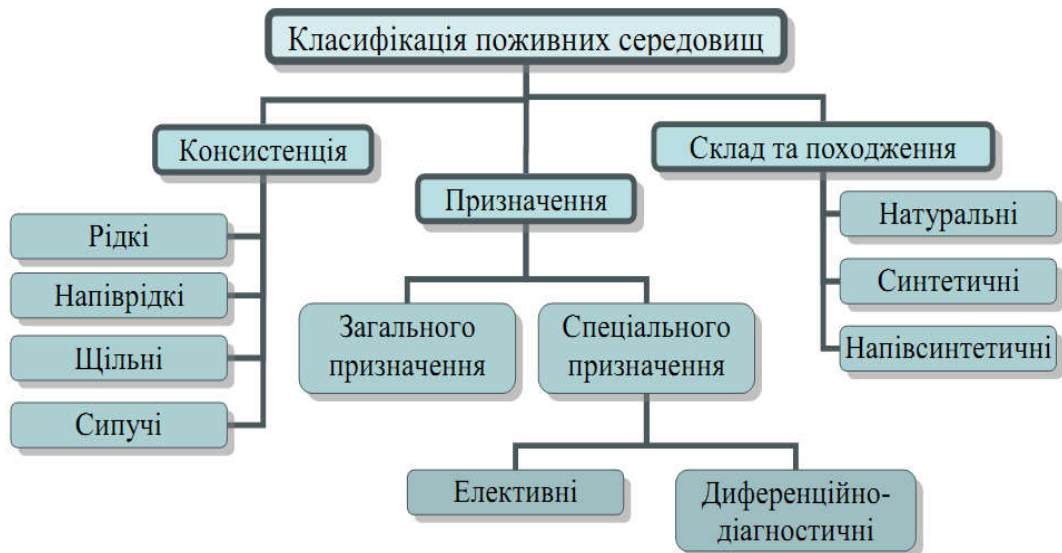 Класифікація поживних середовищ
Консистенція
Рідкі
Напіврідкі
Щільні
Сипучі
Призначення
Загального
призначення
Спеціального
призначення
Елективні
Диференційно-
діагностичні
Склад та походження
Натуральні
Синтетичні
Напівсинтетичні